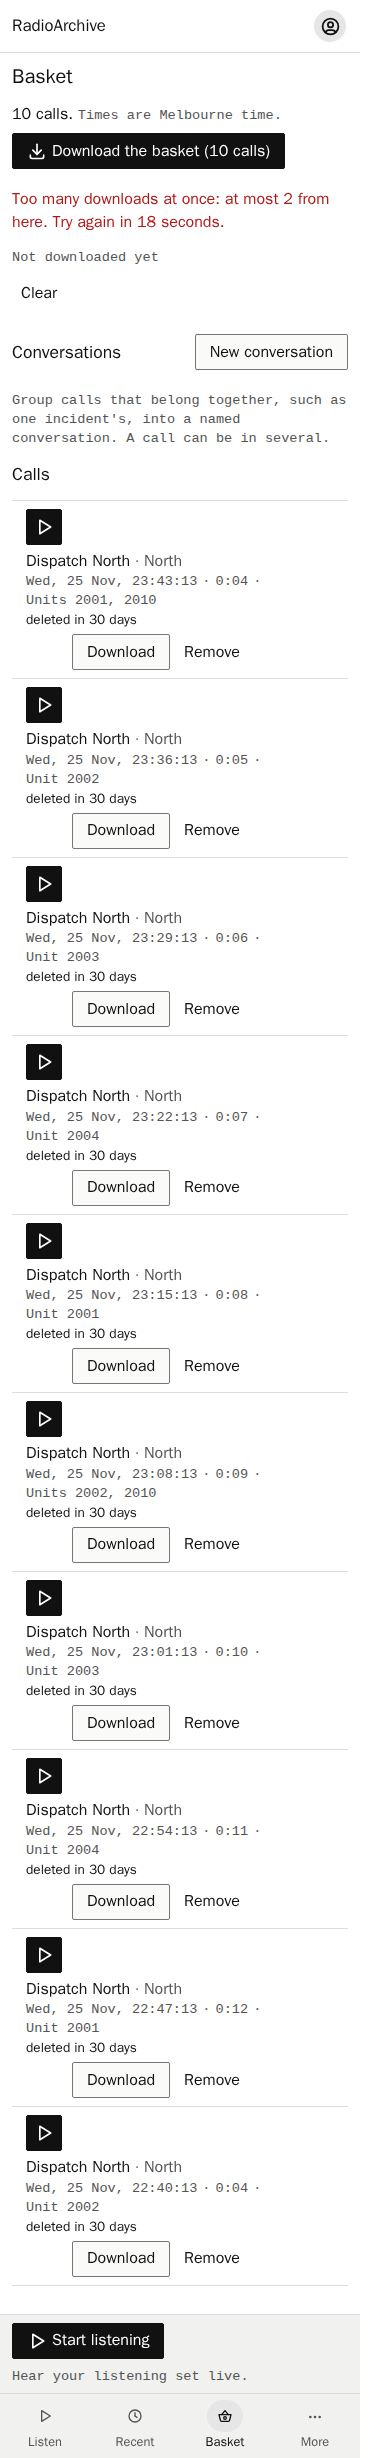 RadioArchive
Basket
10 calls. Times are Melbourne time.
Download the basket (10 calls)
Too many downloads at once: at most 2 from
here. Try again in 18 seconds.
Not downloaded yet
Clear
Conversations
New conversation
Group calls that belong together, such as
one incident's, into a named
conversation. A call can be in several.
Calls
Dispatch North · North
Wed, 25 Nov, 23:43:13 · 0:04 ·
Units 2001, 2010
deleted in 30 days
Download Remove
Dispatch North · North
Wed, 25 Nov, 23:36:13 · 0:05 ·
Unit 2002
deleted in 30 days
Download Remove
Dispatch North · North
Wed, 25 Nov, 23:29:13 · 0:06 ·
Unit 2003
deleted in 30 days
Download Remove
Dispatch North · North
Wed, 25 Nov, 23:22:13 · 0:07 ·
Unit 2004
deleted in 30 days
Download Remove
Dispatch North · North
Wed, 25 Nov, 23:15:13 · 0:08 ·
Unit 2001
deleted in 30 days
Download Remove
Dispatch North · North
Wed, 25 Nov, 23:08:13 · 0:09 ·
Units 2002, 2010
deleted in 30 days
Download Remove
Dispatch North · North
Wed, 25 Nov, 23:01:13 · 0:10 ·
Unit 2003
deleted in 30 days
Download Remove
Dispatch North · North
Wed, 25 Nov, 22:54:13 · 0:11 ·
Unit 2004
deleted in 30 days
Download Remove
Dispatch North · North
Wed, 25 Nov, 22:47:13 · 0:12 ·
Unit 2001
deleted in 30 days
Download Remove
Dispatch North · North
Wed, 25 Nov, 22:40:13 · 0:04 ·
Unit 2002
deleted in 30 days
Download Remove
Start listening
Hear your listening set live.
Listen Recent Basket More